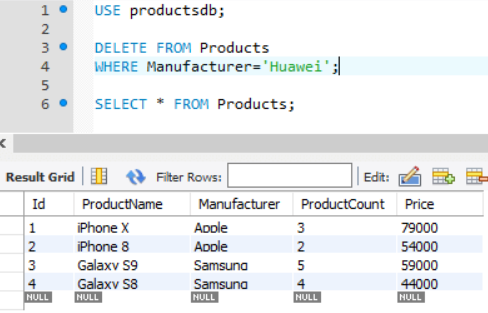 1 USE productsdb;
2
3 DELETE FROM Products
4 WHERE Manufacturer='Huawei';
5
6 SELECT * FROM Products;
Result Grid Filter Rows: Edit:
Id ProductName Manufacturer ProductCount Price
1 iPhone X Apple 3 79000
2 iPhone 8 Apple 2 54000
3 Galaxy S9 Samsung 5 59000
4 Galaxy S8 Samsung 4 44000
NULL NULL NULL NULL NULL